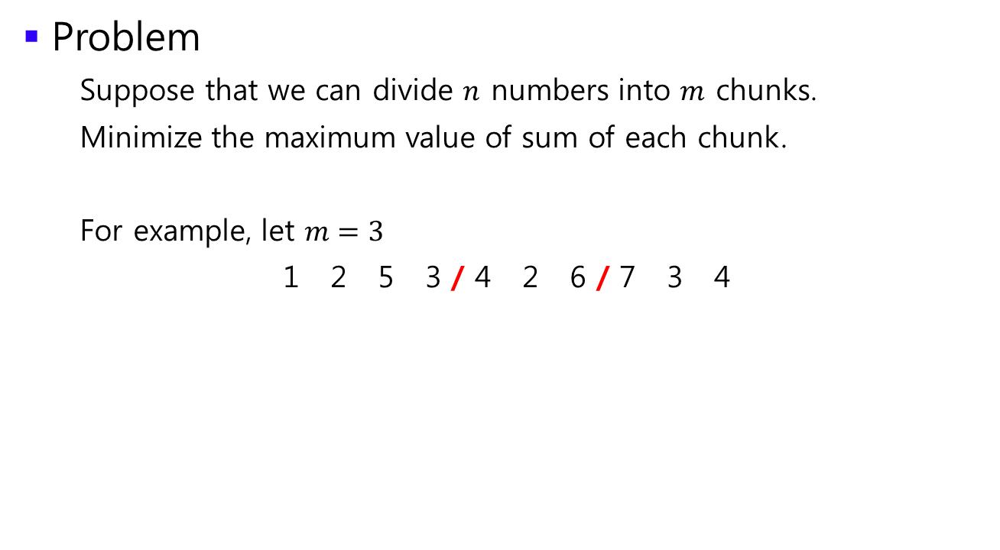 Problem
Suppose that we can divide n numbers into m chunks.
Minimize the maximum value of sum of each chunk.
For example, let m = 3
1 2 5 3 / 4 2 6 / 7 3 4